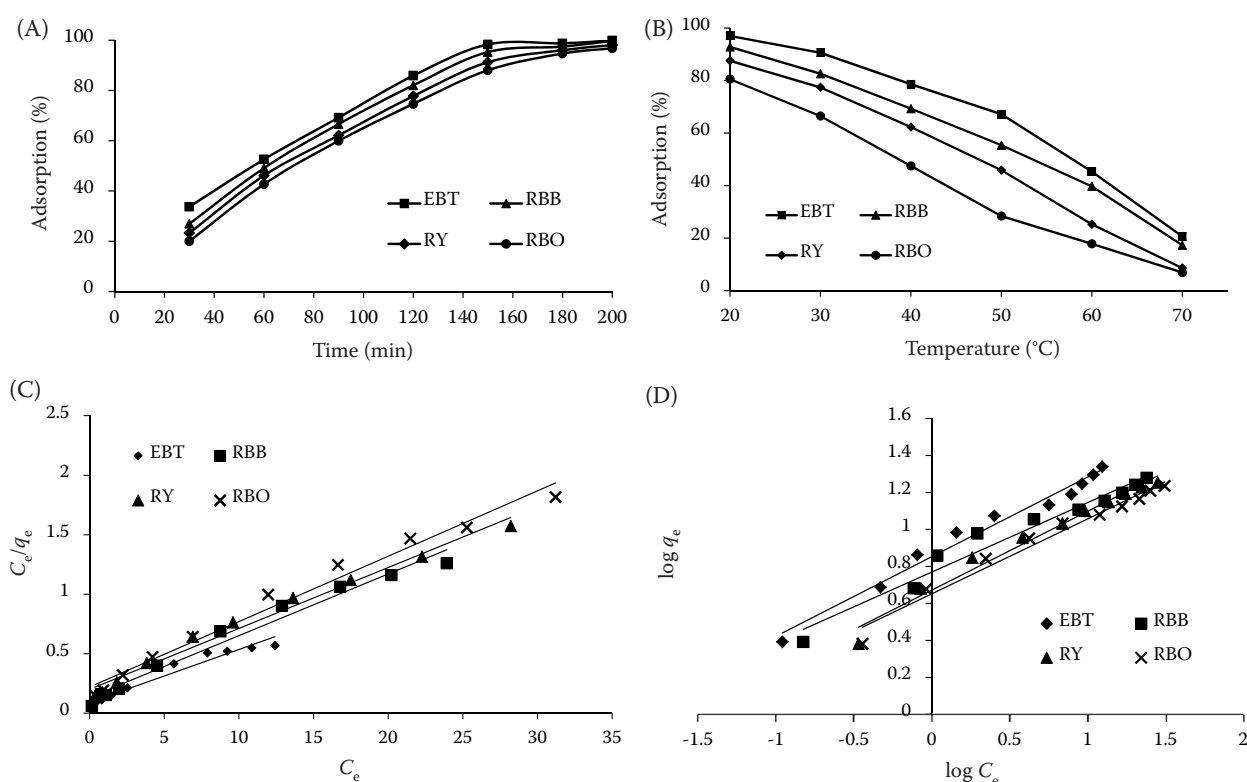 (A)
Adsorption (%)
100
80
60
40
20
0
EBT RBB
RY RBO
0 20 40 60 80 100 120 140 160 180 200
Time (min)
(B)
Adsorption (%)
100
80
60
40
20
0
EBT RBB
RY RBO
20 30 40 50 60 70
Temperature (°C)
(C)
Ce/qe
2.5
2
1.5
1
0.5
0
EBT RBB
RY RBO
0 5 10 15 20 25 30 35
Ce
(D)
log qe
1.6
1.4
1.2
1.0
0.8
0.6
0.4
0.2
0
EBT RBB
RY RBO
-1.5 -1 -0.5 0 0.5 1 1.5 2
log Ce